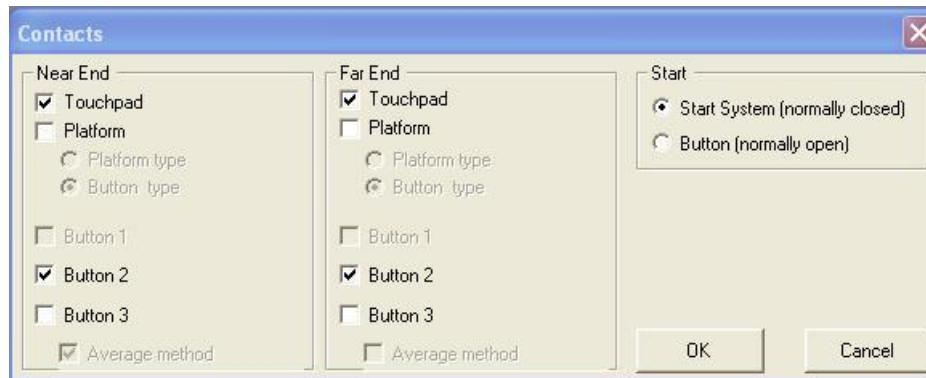 Contacts
Near End
Touchpad
Platform
Platform type
Button type
Button 1
Button 2
Button 3
Average method
Far End
Touchpad
Platform
Platform type
Button type
Button 1
Button 2
Button 3
Average method
Start
Start System (normally closed)
Button (normally open)
OK
Cancel